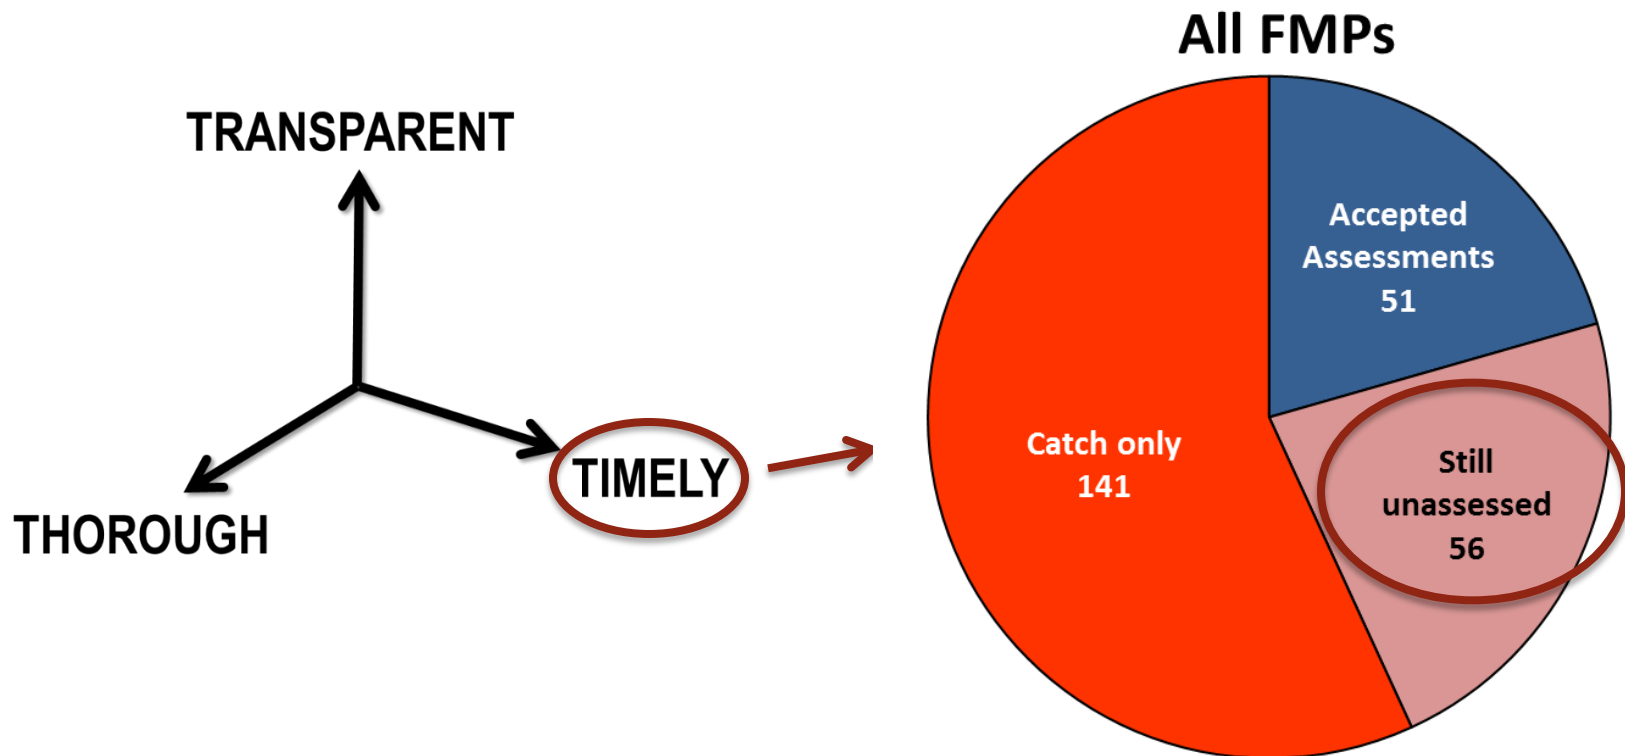 TRANSPARENT
THOROUGH
TIMELY
All FMPs
Accepted
Assessments
51
Catch only
141
Still
unassessed
56